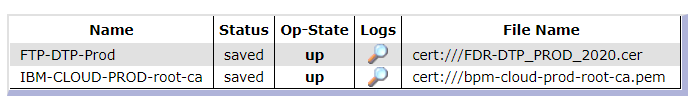 Name Status Op-State Logs File Name
FTP-DTP-Prod saved up cert:///FDR-DTP_PROD_2020.cer
IBM-CLOUD-PROD-root-ca saved up cert:///bpm-cloud-prod-root-ca.pem